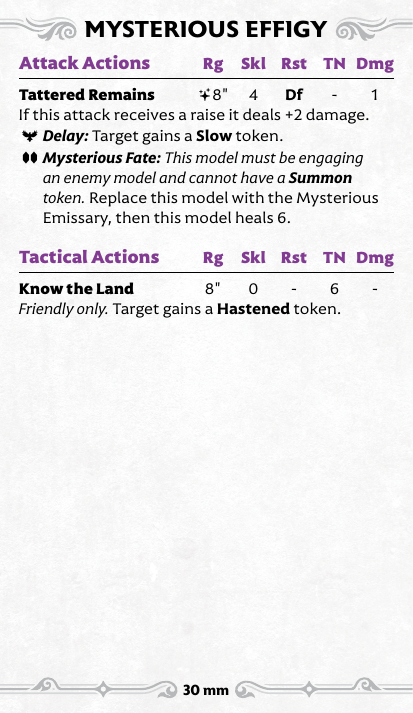 MYSTERIOUS EFFIGY
Attack Actions Rg Skl Rst TN Dmg
Tattered Remains 8" 4 Df - 1
If this attack receives a raise it deals +2 damage.
Delay: Target gains a Slow token.
Mysterious Fate: This model must be engaging
an enemy model and cannot have a Summon
token. Replace this model with the Mysterious
Emissary, then this model heals 6.
Tactical Actions Rg Skl Rst TN Dmg
Know the Land 8" 0 - 6 -
Friendly only. Target gains a Hastened token.
30 mm